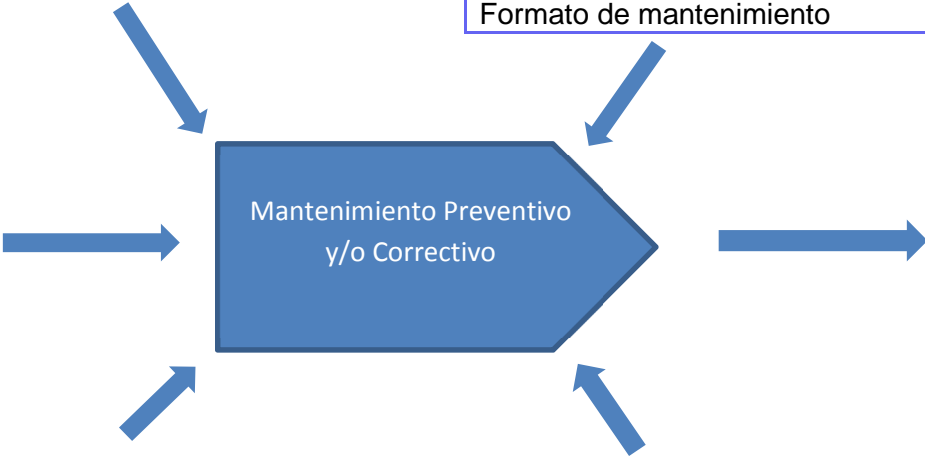 Formato de mantenimiento
Mantenimiento Preventivo
y/o Correctivo